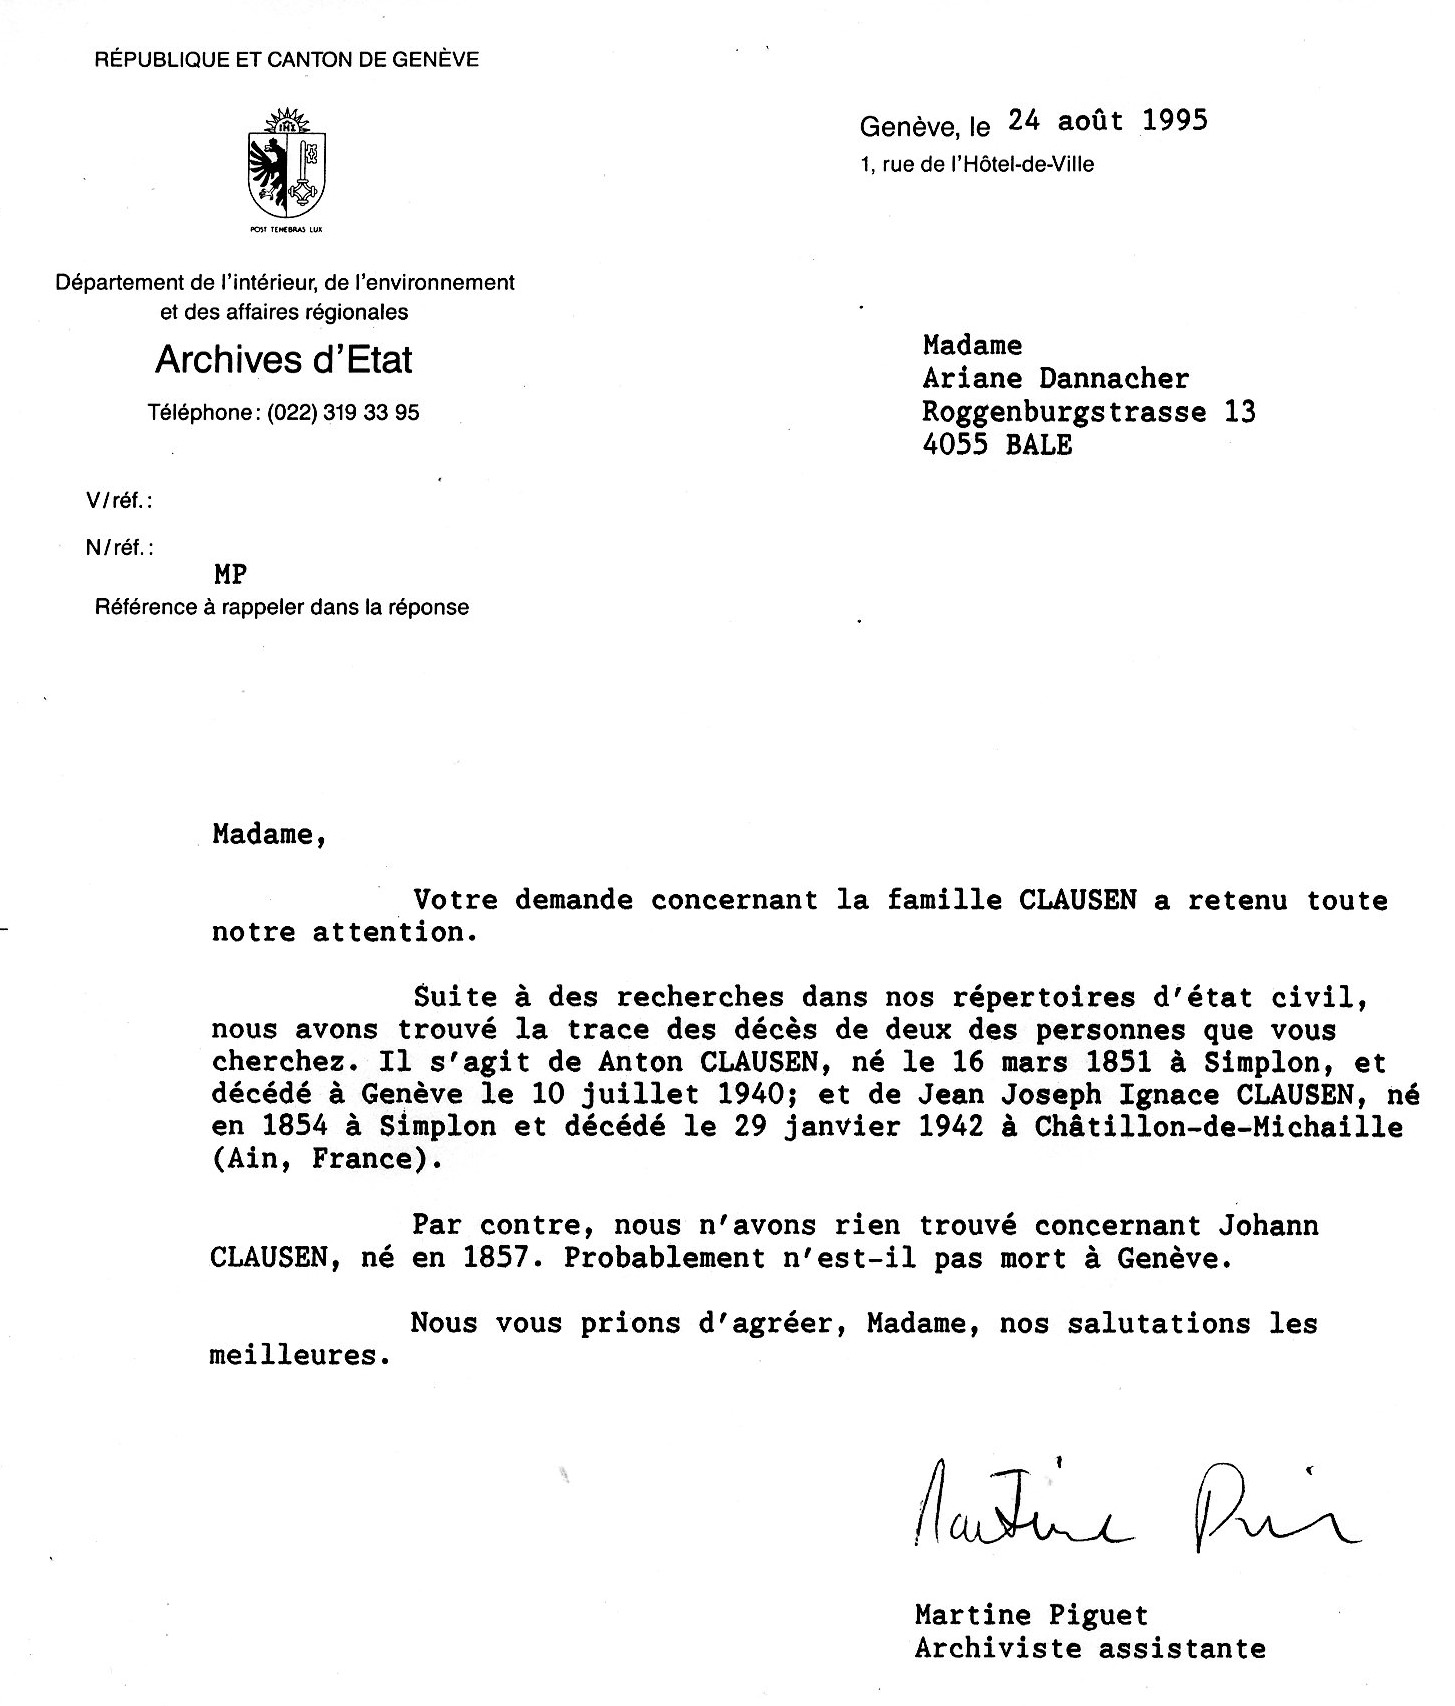 RÉPUBLIQUE ET CANTON DE GENÈVE
POST TENEBRAS LUX
Genève, le 24 août 1995
1, rue de l'Hôtel-de-Ville
Département de l'intérieur, de l'environnement
et des affaires régionales
Archives d'Etat
Téléphone: (022) 319 33 95
Madame
Ariane Dannacher
Roggenburgstrasse 13
4055 BALE
V/réf.:
N/réf.:
MP
Référence à rappeler dans la réponse
Madame,
Votre demande concernant la famille CLAUSEN a retenu toute
notre attention.
Suite à des recherches dans nos répertoires d'état civil,
nous avons trouvé la trace des décès de deux des personnes que vous
cherchez. Il s'agit de Anton CLAUSEN, né le 16 mars 1851 à Simplon, et
décédé à Genève le 10 juillet 1940; et de Jean Joseph Ignace CLAUSEN, né
en 1854 à Simplon et décédé le 29 janvier 1942 à Châtillon-de-Michaille
(Ain, France).
Par contre, nous n'avons rien trouvé concernant Johann
CLAUSEN, né en 1857. Probablement n'est-il pas mort à Genève.
Nous vous prions d'agréer, Madame, nos salutations les
meilleures.
Martine
Martine Piguet
Archiviste assistante